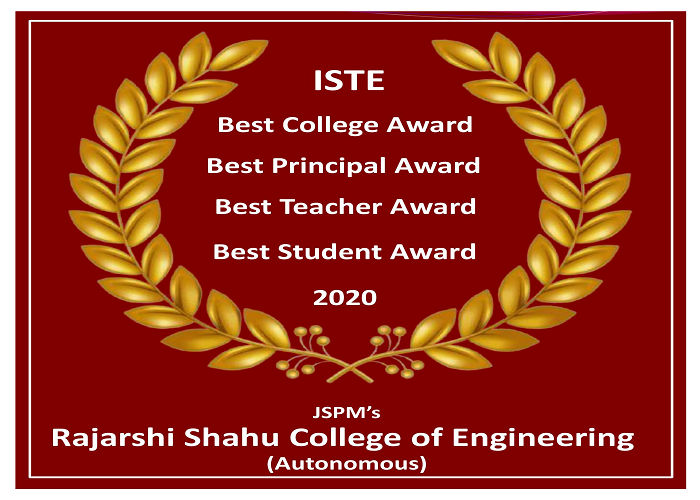 ISTE
Best College Award
Best Principal Award
Best Teacher Award
Best Student Award
2020
JSPM's
Rajarshi Shahu College of Engineering
(Autonomous)